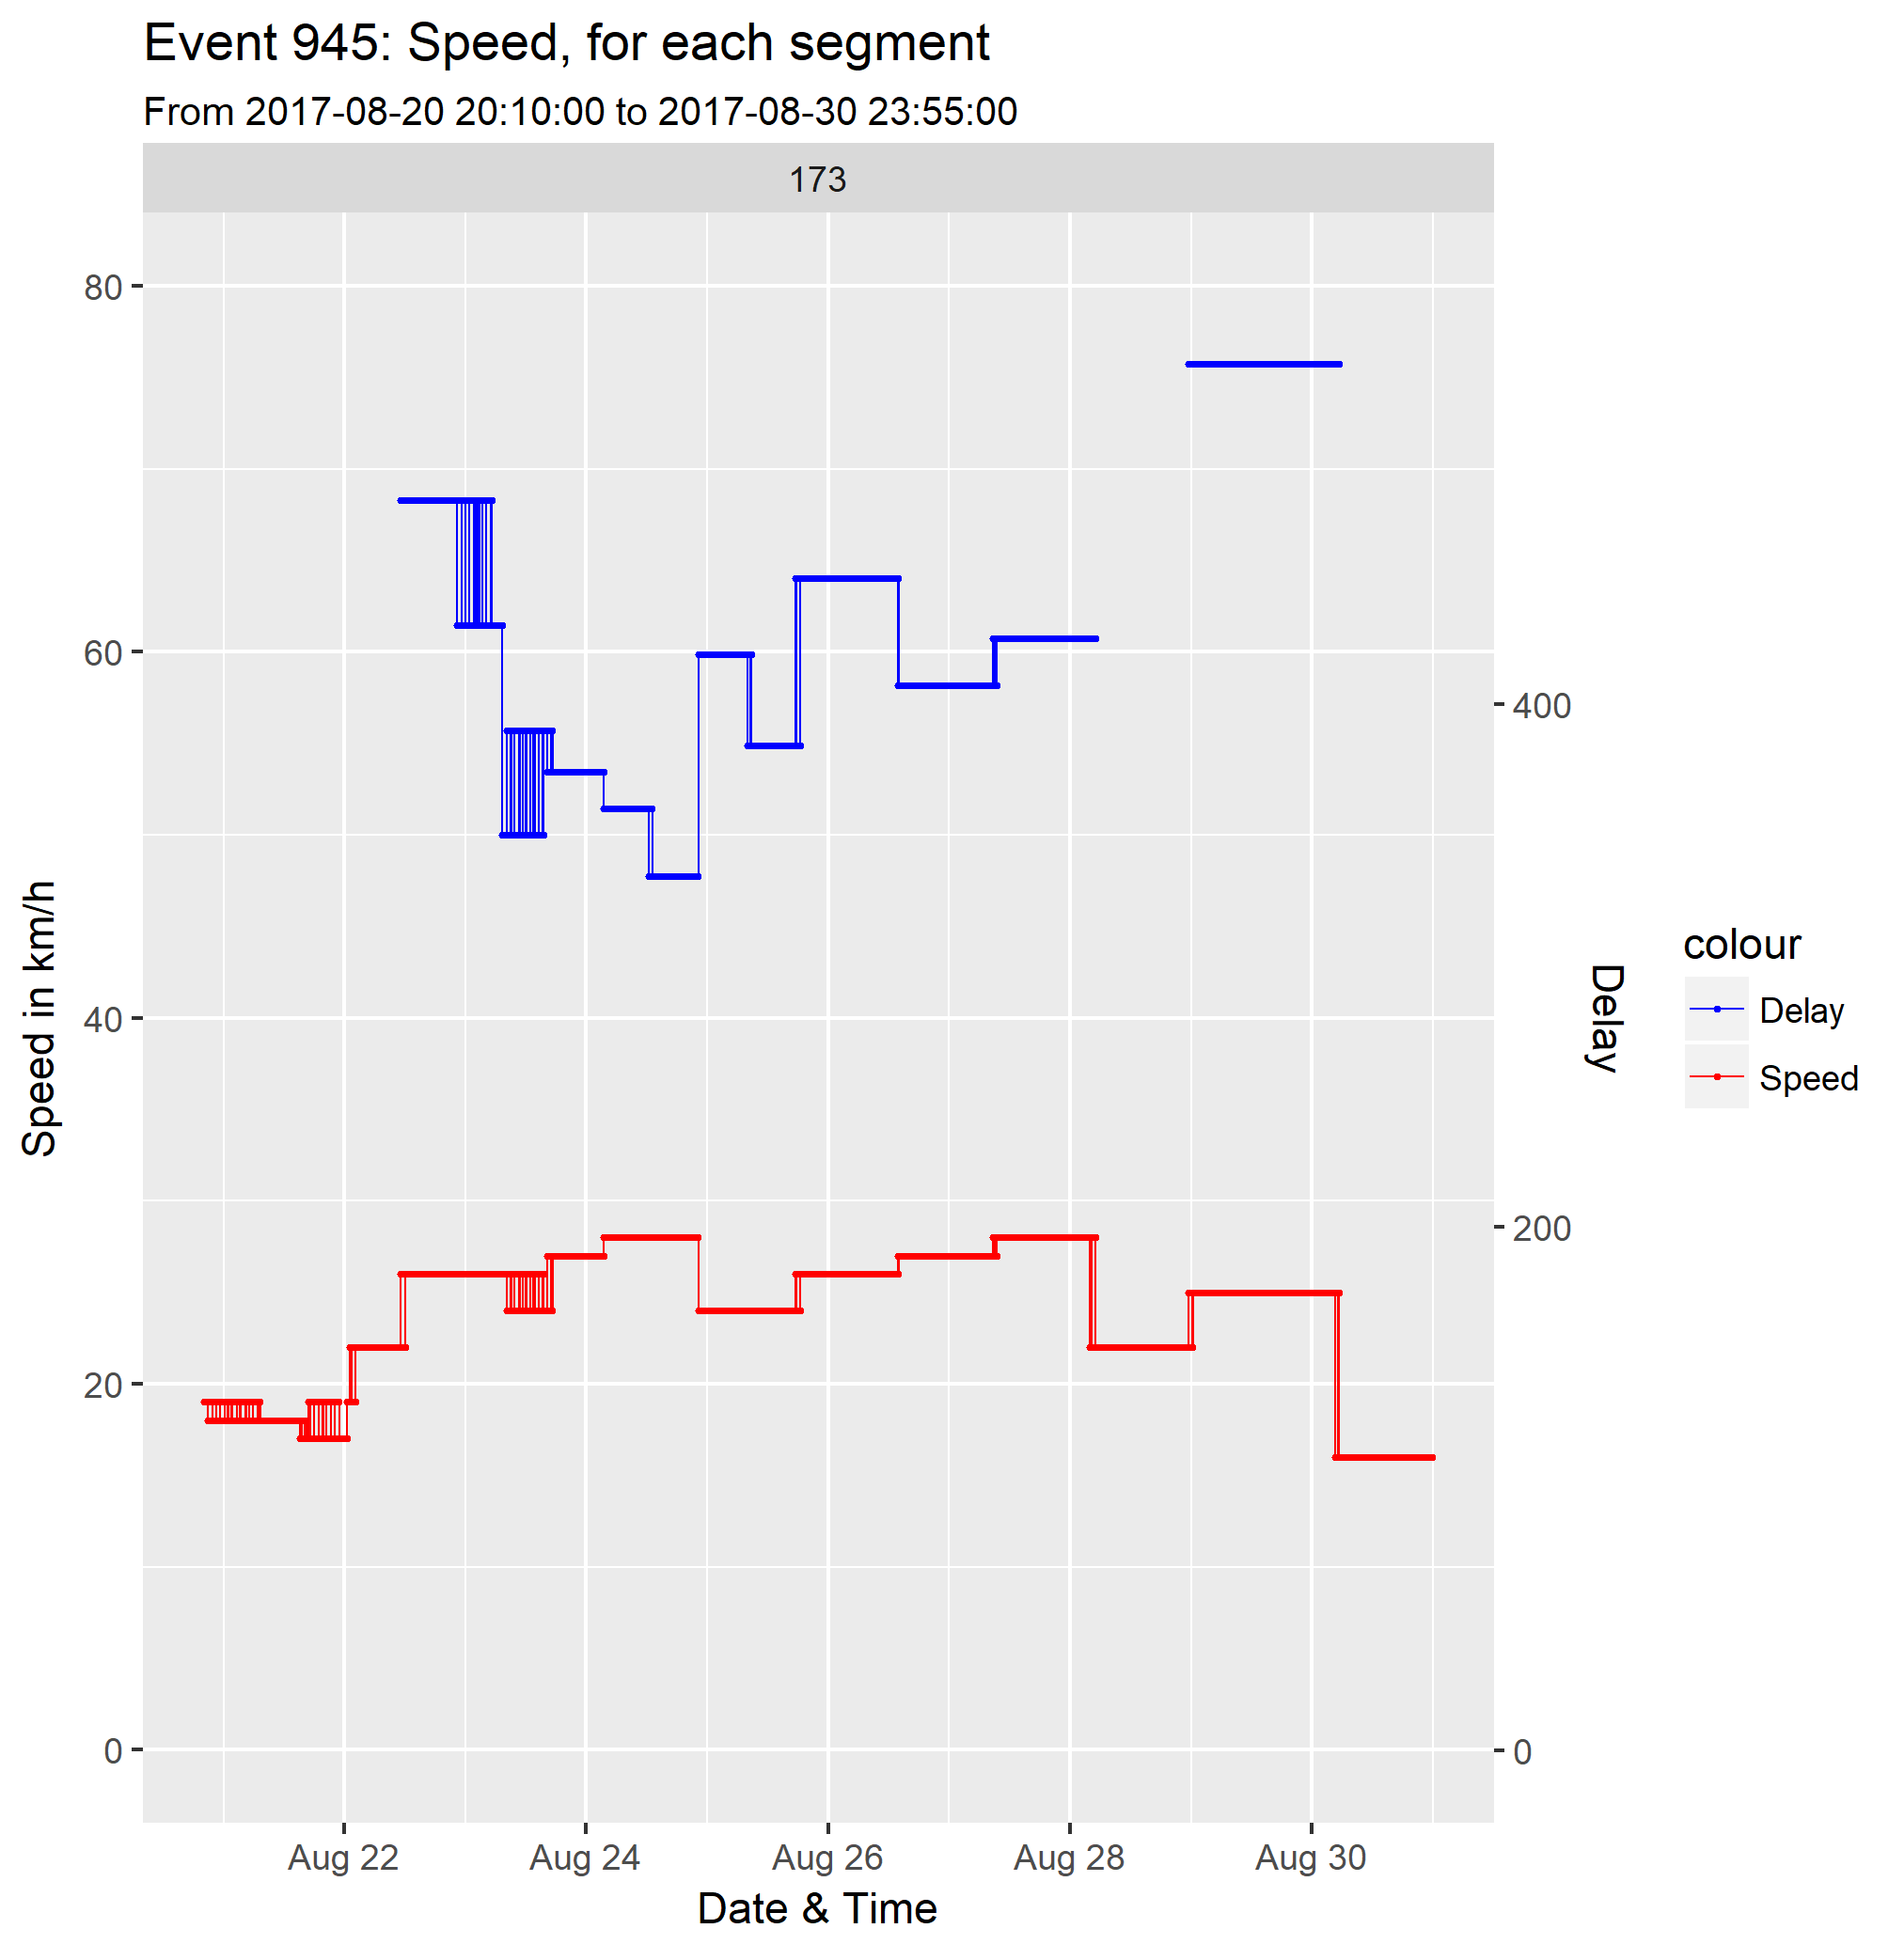 Event 945: Speed, for each segment
From 2017-08-20 20:10:00 to 2017-08-30 23:55:00
173
80
60
40
20
0
Speed in km/h
400
200
0
Delay
colour
Delay
Speed
Aug 22
Aug 24
Aug 26
Aug 28
Aug 30
Date & Time